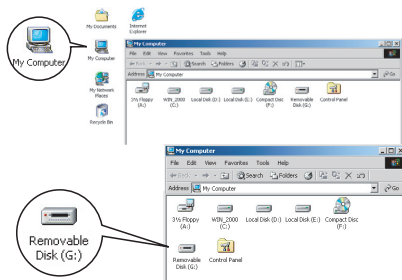 My Documents
Internet
Explorer
My Computer
My Computer
My Network
Places
Recycle Bin
My Computer
File Edit View Favorites Tools Help
Back Search Folders
Address My Computer Go
3½ Floppy
(A:)
WIN_2000
(C:)
Local Disk (D:)
Local Disk (E:)
Compact Disc
(F:)
Removable
Disk (G:)
Control Panel
My Computer
File Edit View Favorites Tools Help
Back Search Folders
Address My Computer Go
3½ Floppy
(A:)
WIN_2000
(C:)
Local Disk (D:)
Local Disk (E:)
Compact Disc
(F:)
Removable
Disk (G:)
Control Panel
Removable
Disk (G:)